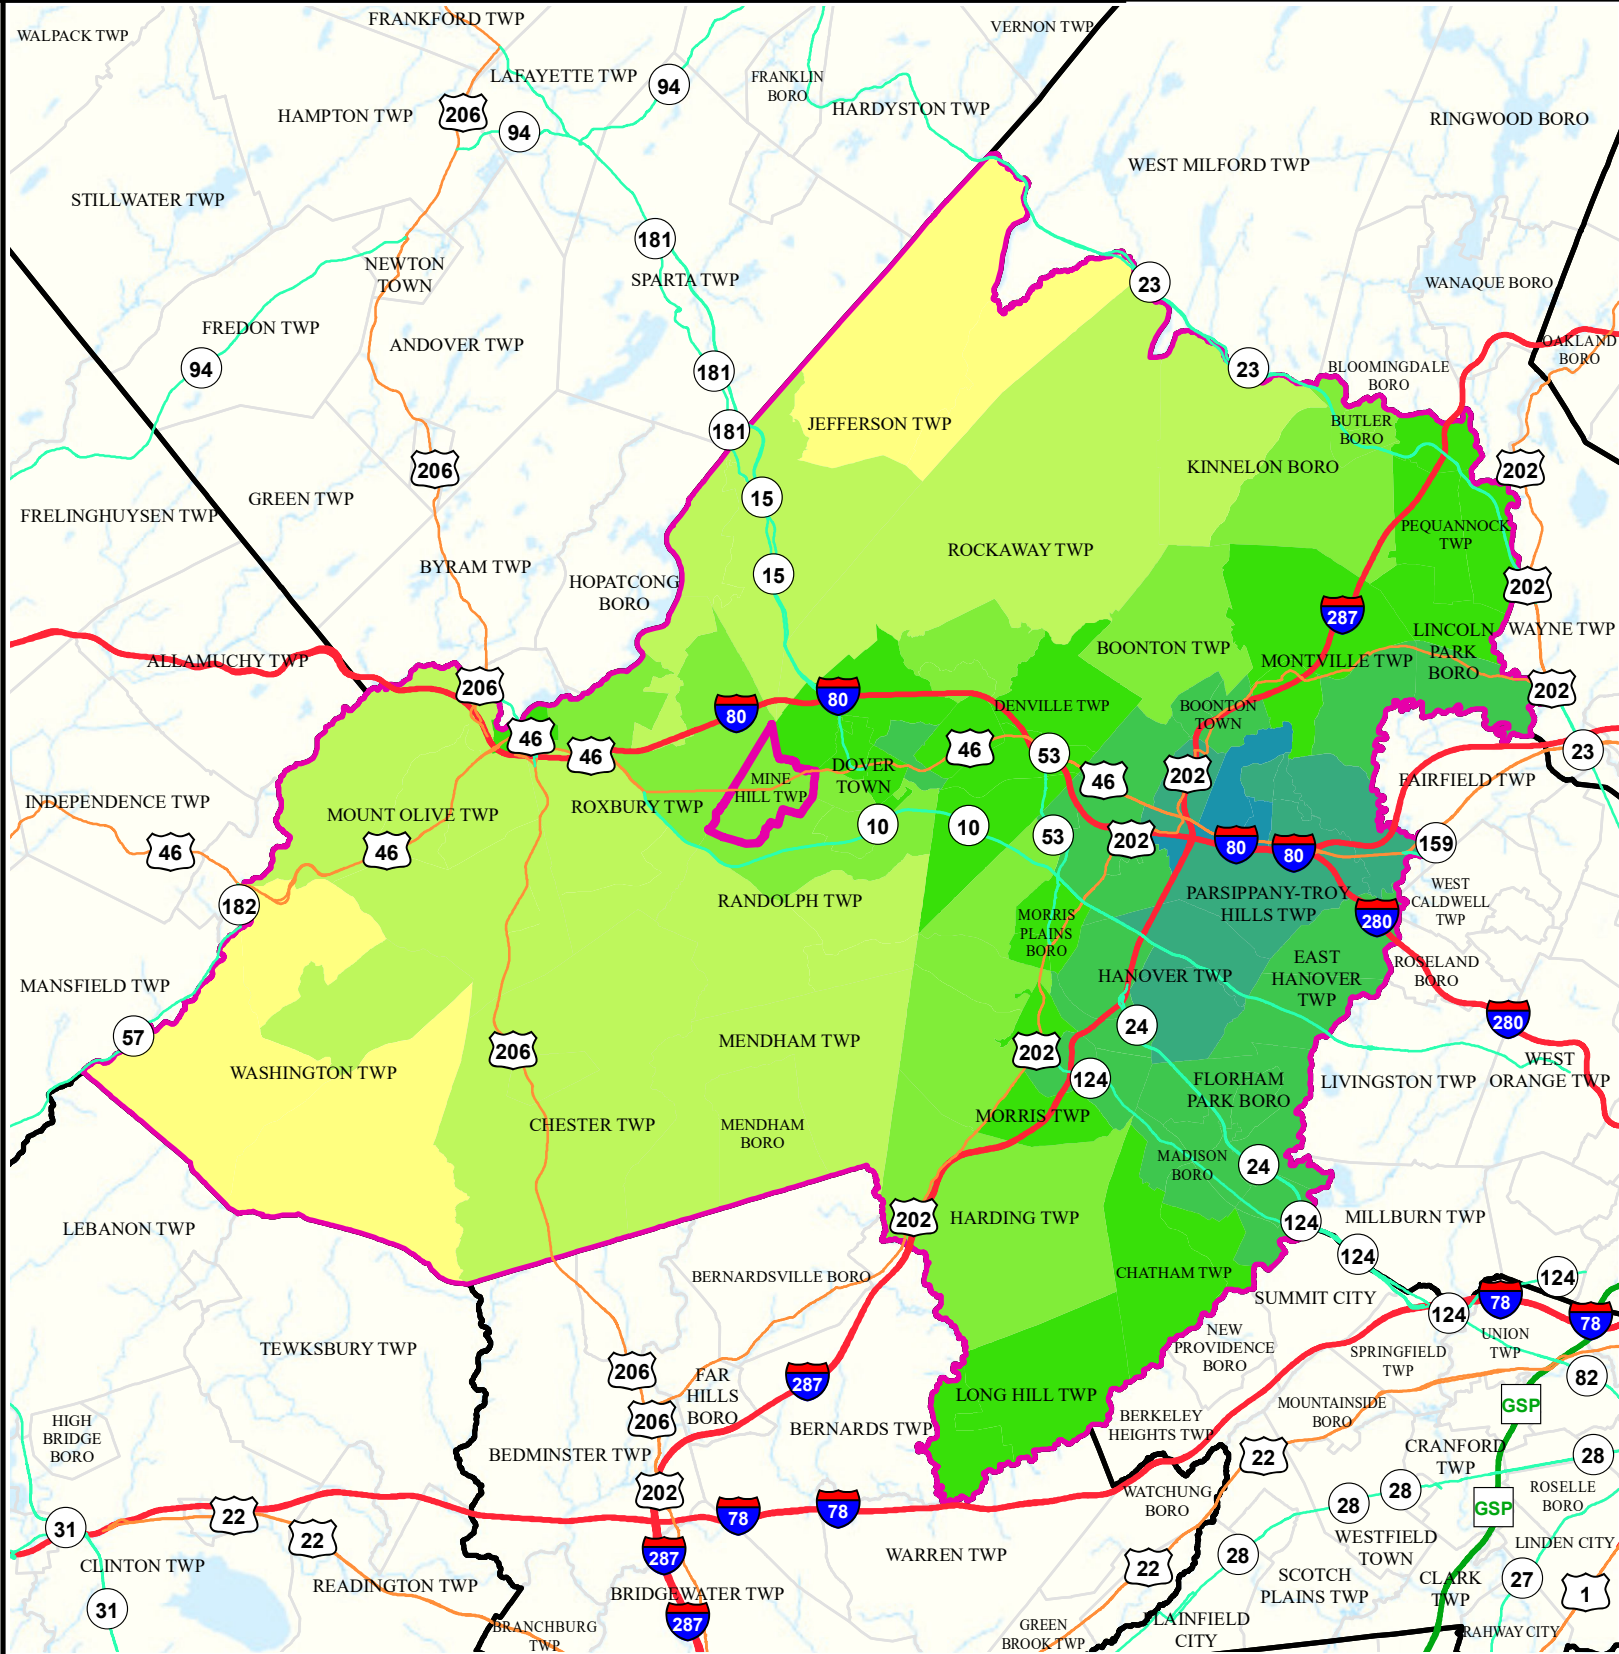 FRANKFORD TWP
WALPACK TWP
VERNON TWP
LAFAYETTE TWP
94
FRANKLIN
BORO
HARDYSTON TWP
HAMPTON TWP
206
94
RINGWOOD BORO
WEST MILFORD TWP
STILLWATER TWP
181
SPARTA TWP
NEWTON
TOWN
23
WANAQUE BORO
FREDON TWP
94
ANDOVER TWP
181
23
BLOOMINGDALE
BORO
OAKLAND
BORO
181
JEFFERSON TWP
BUTLER
BORO
206
KINNELON BORO
202
GREEN TWP
15
FRELINGHUYSEN TWP
PEQUANNOCK
TWP
ROCKAWAY TWP
BYRAM TWP
15
HOPATCONG
BORO
202
287
WAYNE TWP
LINCOLN
PARK
BORO
BOONTON TWP
MONTVILLE TWP
ALLAMUCHY TWP
206
80
80
DENVILLE TWP
BOONTON
TOWN
202
46
46
46
53
23
DOVER
TOWN
MINE
HILL TWP
46
202
FAIRFIELD TWP
INDEPENDENCE TWP
MOUNT OLIVE TWP
ROXBURY TWP
46
46
10
10
53
202
80
80
159
182
RANDOLPH TWP
MORRIS
PLAINS
BORO
PARSIPPANY-TROY
HILLS TWP
280
WEST
CALDWELL
TWP
MANSFIELD TWP
HANOVER TWP
EAST
HANOVER
TWP
ROSELAND
BORO
57
206
MENDHAM TWP
202
24
280
WASHINGTON TWP
124
FLORHAM
PARK BORO
LIVINGSTON TWP
WEST
ORANGE TWP
CHESTER TWP
MENDHAM
BORO
MORRIS TWP
MADISON
BORO
24
LEBANON TWP
202
HARDING TWP
124
MILLBURN TWP
124
BERNARDSVILLE BORO
CHATHAM TWP
124
SUMMIT CITY
124
78
78
TEWKSBURY TWP
NEW
PROVIDENCE
BORO
SPRINGFIELD
TWP
UNION
TWP
206
FAR
HILLS
BORO
287
LONG HILL TWP
82
GSP
HIGH
BRIDGE
BORO
206
BERNARDS TWP
BERKELEY
HEIGHTS TWP
MOUNTAINSIDE
BORO
BEDMINSTER TWP
22
CRANFORD
TWP
28
202
WATCHUNG
BORO
28
28
ROSELLE
BORO
GSP
31
22
22
78
78
287
WARREN TWP
28
WESTFIELD
TOWN
LINDEN CITY
CLINTON TWP
READINGTON TWP
22
SCOTCH
PLAINS TWP
CLARK
TWP
27
1
31
BRIDGEWATER TWP
287
BRANCHBURG
TWP
GREEN
BROOK TWP
PLAINFIELD
CITY
RAHWAY CITY